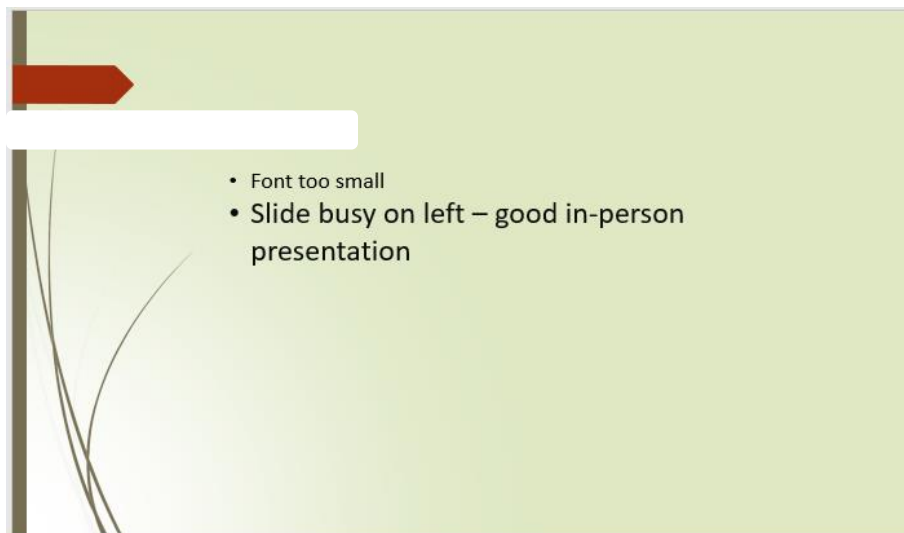 • Font too small
• Slide busy on left – good in-person
presentation